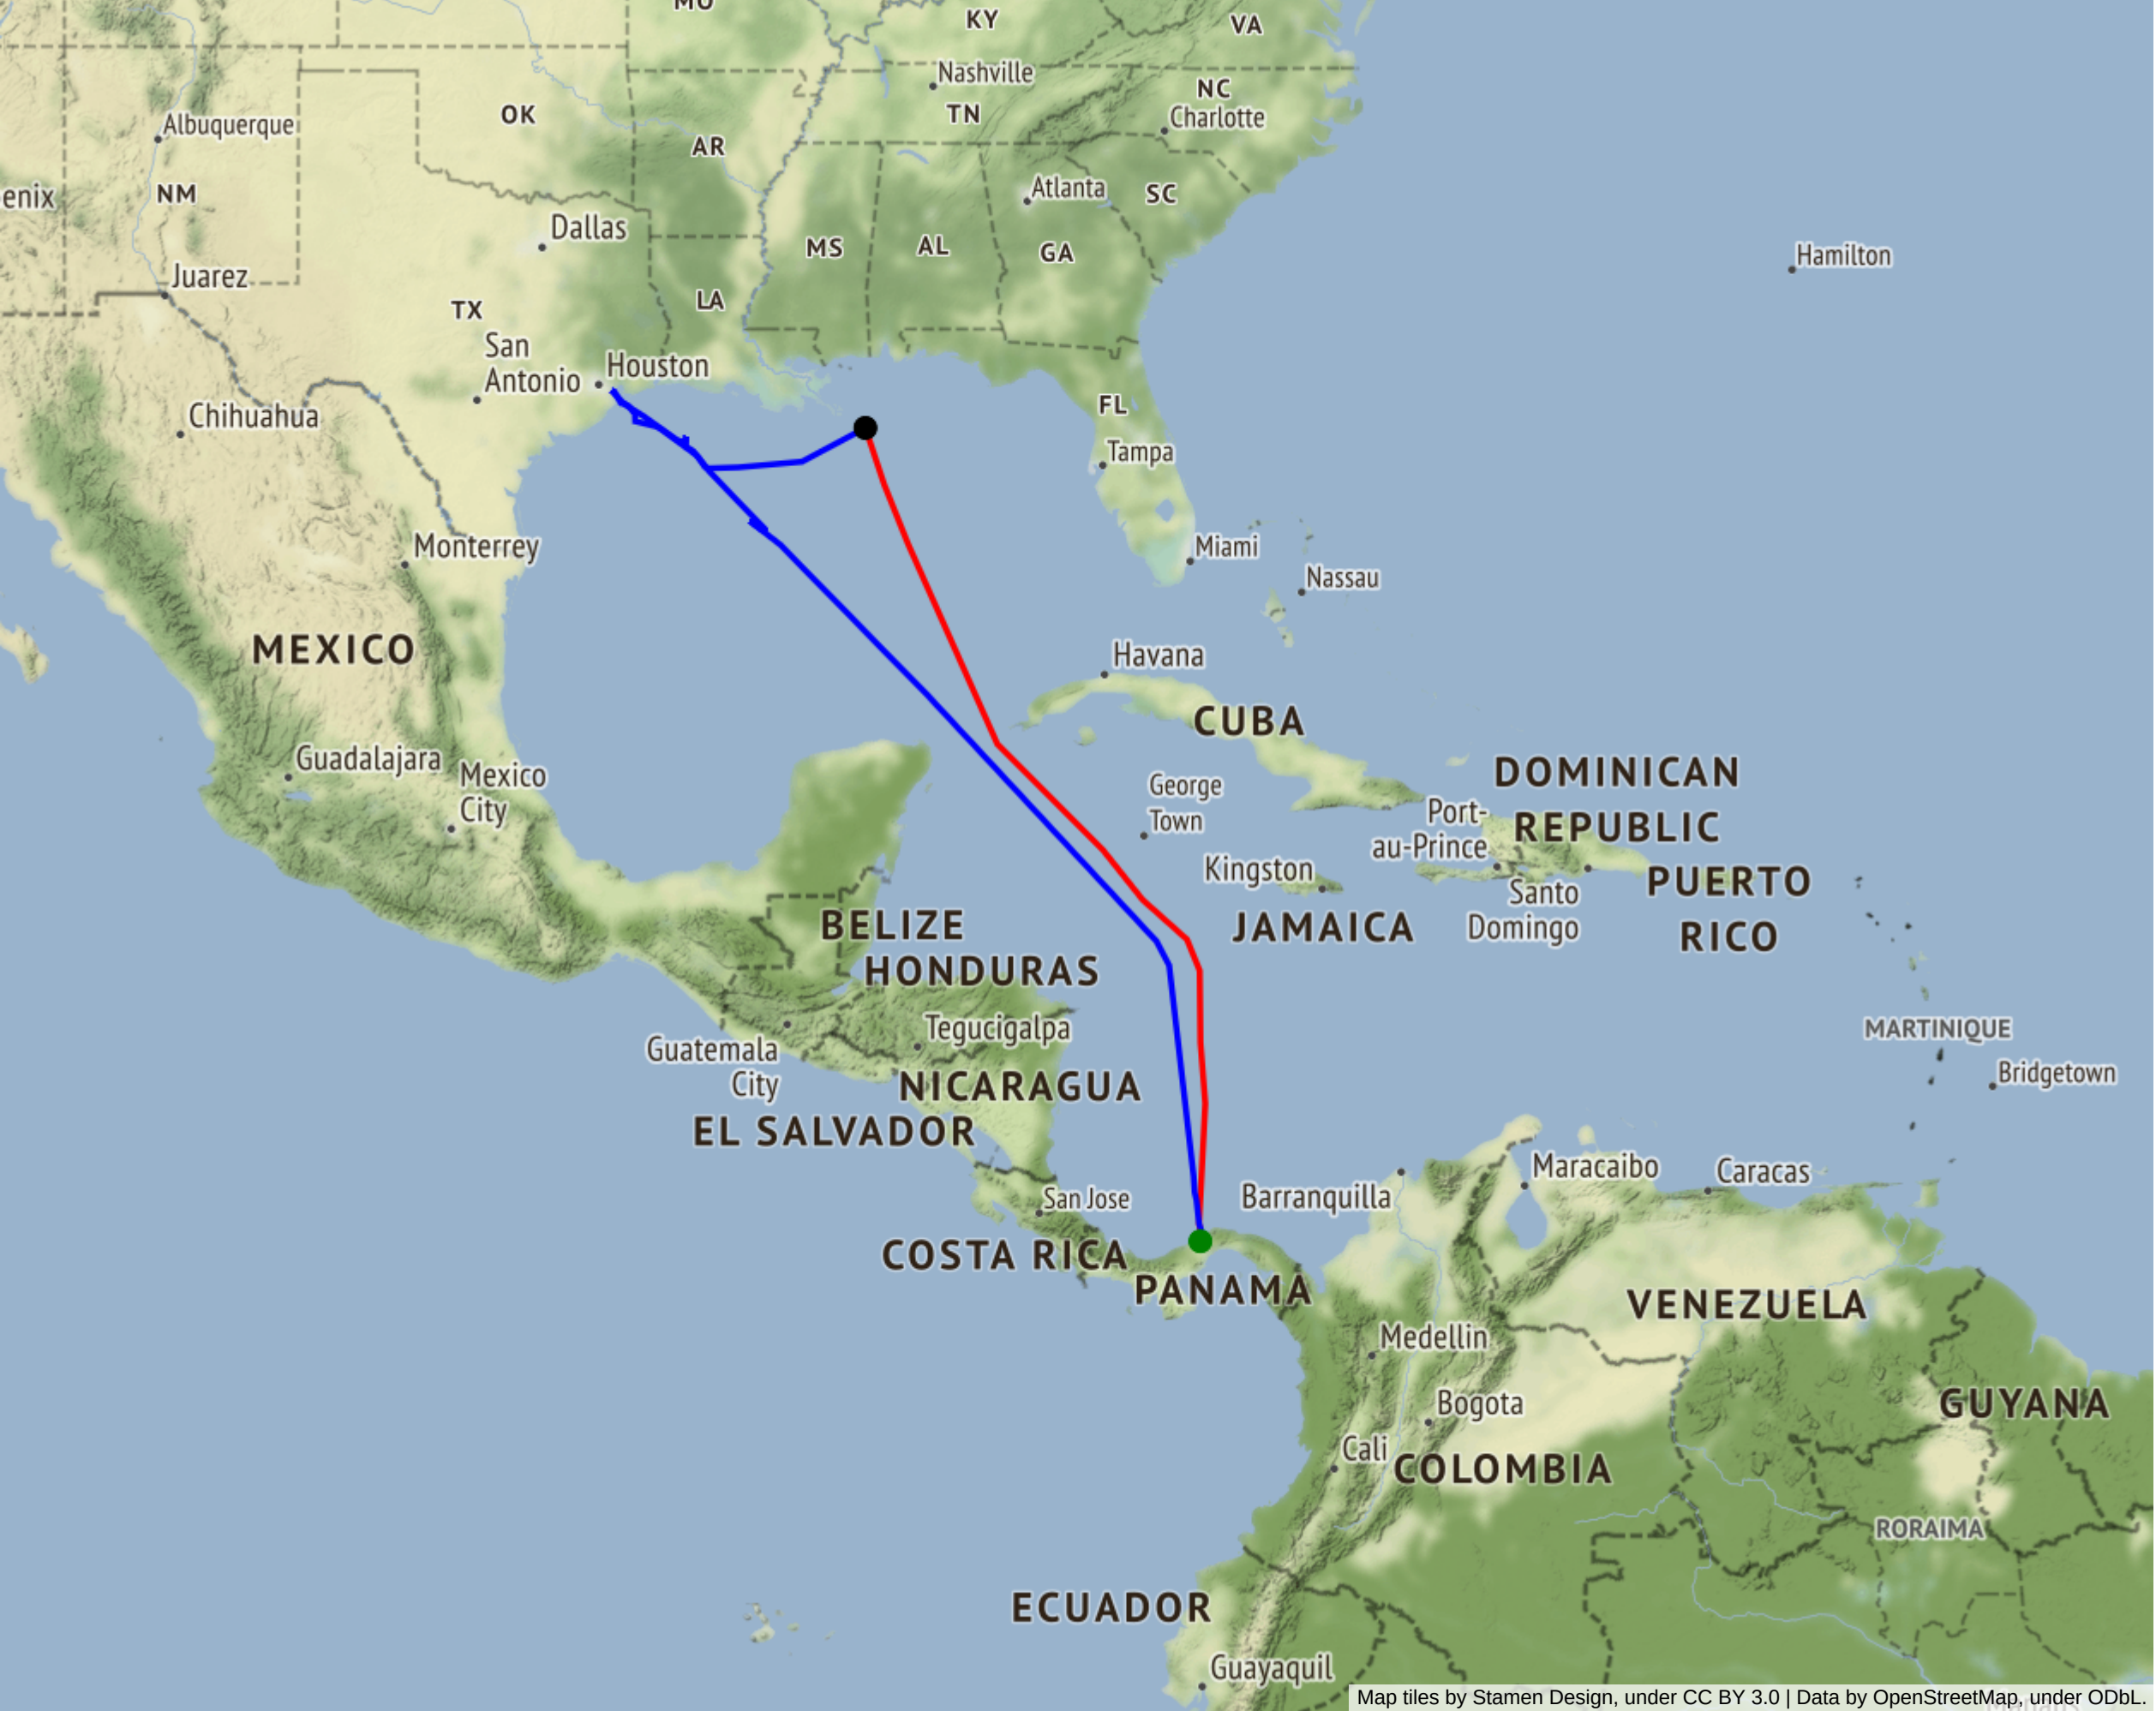 MO
KY
VA
Nashville
TN
NC
Charlotte
OK
AR
Albuquerque
NM
enix
Atlanta
SC
Dallas
MS
AL
GA
Hamilton
Juarez
TX
LA
San
Antonio
Houston
Chihuahua
FL
Tampa
Monterrey
Miami
Nassau
MEXICO
Havana
CUBA
Guadalajara
Mexico
City
George
Town
DOMINICAN
REPUBLIC
Port-
au-Prince
Kingston
PUERTO
RICO
Santo
Domingo
JAMAICA
BELIZE
HONDURAS
Tegucigalpa
Guatemala
City
MARTINIQUE
Bridgetown
NICARAGUA
EL SALVADOR
San Jose
Barranquilla
Maracaibo
Caracas
COSTA RICA
PANAMA
VENEZUELA
Medellin
Bogota
GUYANA
Cali
COLOMBIA
RORAIMA
ECUADOR
Guayaquil
Map tiles by Stamen Design, under CC BY 3.0 | Data by OpenStreetMap, under ODbL.